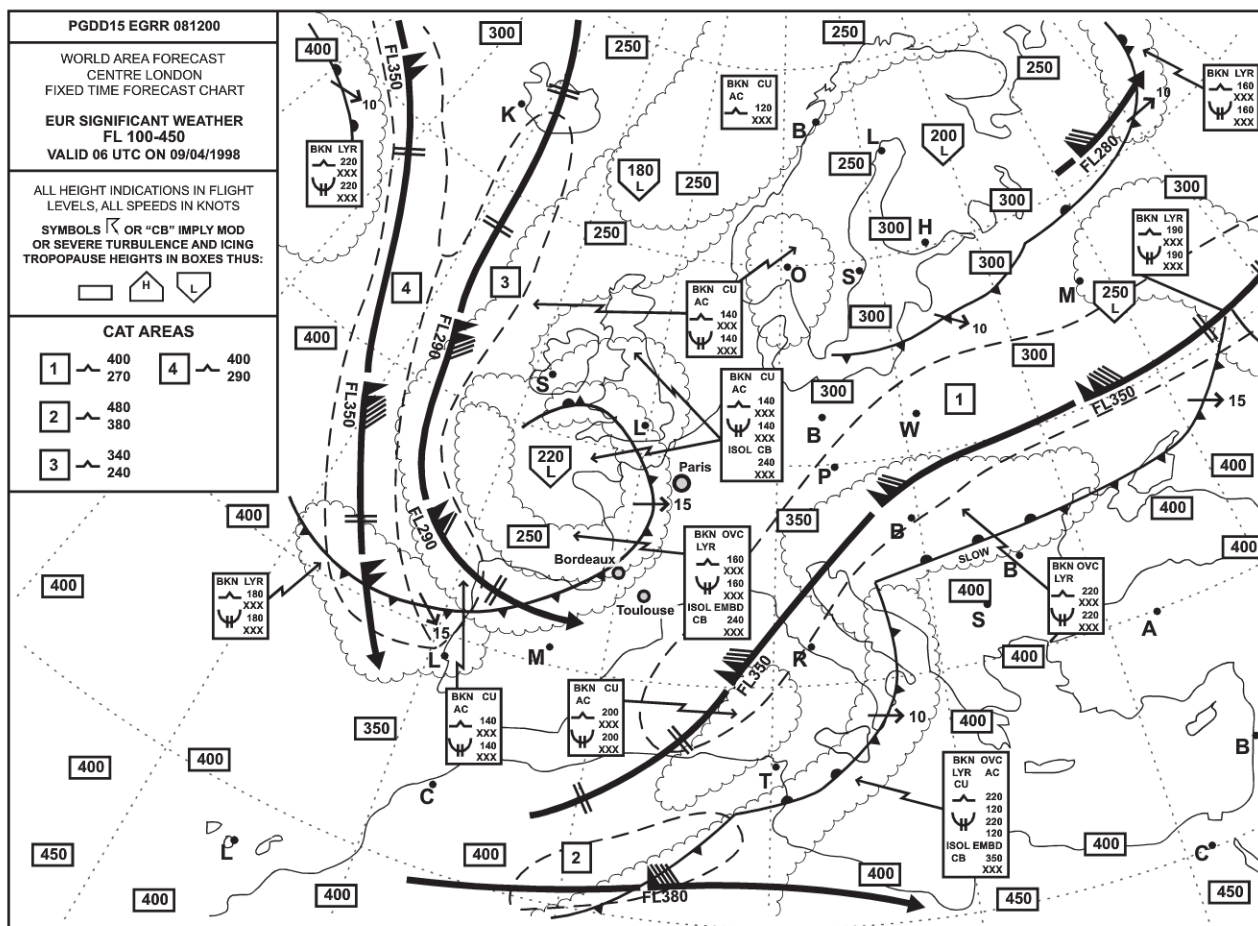 PGDD15 EGRR 081200
WORLD AREA FORECAST
CENTRE LONDON
FIXED TIME FORECAST CHART
EUR SIGNIFICANT WEATHER
FL 100-450
VALID 06 UTC ON 09/04/1998
ALL HEIGHT INDICATIONS IN FLIGHT
LEVELS, ALL SPEEDS IN KNOTS
SYMBOLS OR “CB” IMPLY MOD
OR SEVERE TURBULENCE AND ICING
TROPOPAUSE HEIGHTS IN BOXES THUS:
H
L
CAT AREAS
1 400
270
4 400
290
2 480
380
3 340
240
400
300
250
250
250
FL350
10
K
BKN CU
AC
120
XXX
B
L
200
L
250
FL280
10
BKN LYR
160
XXX
160
XXX
BKN LYR
220
XXX
220
XXX
180
L
250
250
300
300
300
H
BKN LYR
190
XXX
190
XXX
4
3
O
S
300
M
250
L
BKN CU
AC
140
XXX
140
XXX
400
FL290
300
10
300
S
FL350
BKN CU
AC
140
XXX
140
XXX
ISOL CB
240
XXX
300
1
FL350
15
L
B
W
220
L
Paris
15
P
400
400
FL290
250
350
B
400
400
BKN OVC
LYR
160
XXX
160
XXX
ISOL EMBD
CB 240
XXX
Bordeaux
Toulouse
SLOW
B
BKN OVC
LYR
220
XXX
220
XXX
400
BKN LYR
180
XXX
180
XXX
400
S
A
15
L
M
R
400
FL350
BKN CU
AC
140
XXX
140
XXX
BKN CU
AC
200
XXX
200
XXX
350
10
400
B
400
400
C
T
BKN OVC
LYR AC
CU
220
120
220
120
ISOL EMBD
CB 350
XXX
L
450
400
2
400
C
400
400
FL380
400
450
450